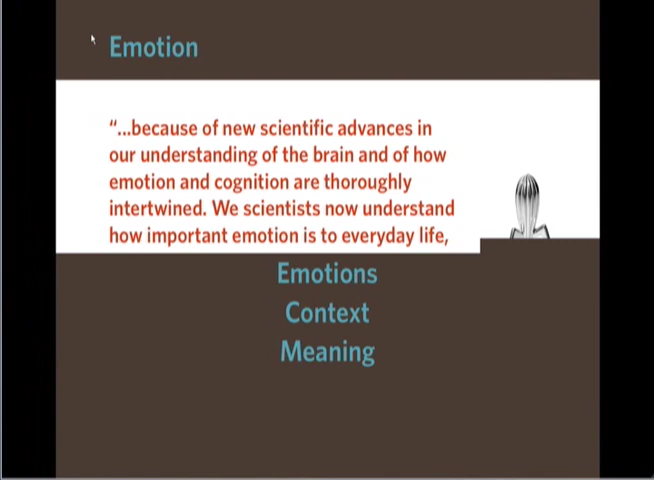 Emotion
“...because of new scientific advances in
our understanding of the brain and of how
emotion and cognition are thoroughly
intertwined. We scientists now understand
how important emotion is to everyday life,
Emotions
Context
Meaning